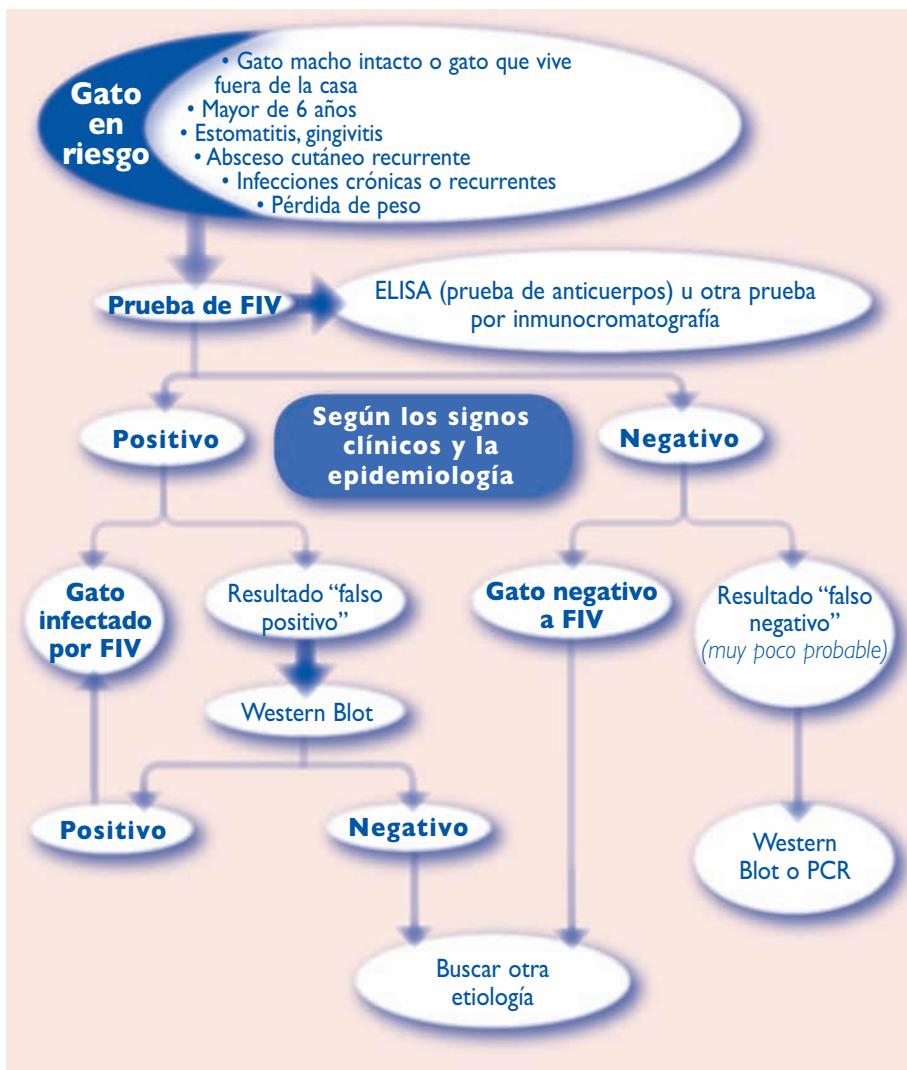 Gato
en
riesgo
• Gato macho intacto o gato que vive
fuera de la casa
• Mayor de 6 años
• Estomatitis, gingivitis
• Absceso cutáneo recurrente
• Infecciones crónicas o recurrentes
• Pérdida de peso
Prueba de FIV
ELISA (prueba de anticuerpos) u otra prueba
por inmunocromatografía
Positivo
Según los signos
clínicos y la
epidemiología
Negativo
Gato
infectado
por FIV
Resultado “falso
positivo”
Gato negativo
a FIV
Resultado “falso
negativo”
(muy poco probable)
Western Blot
Positivo
Negativo
Western
Blot o PCR
Buscar otra
etiología